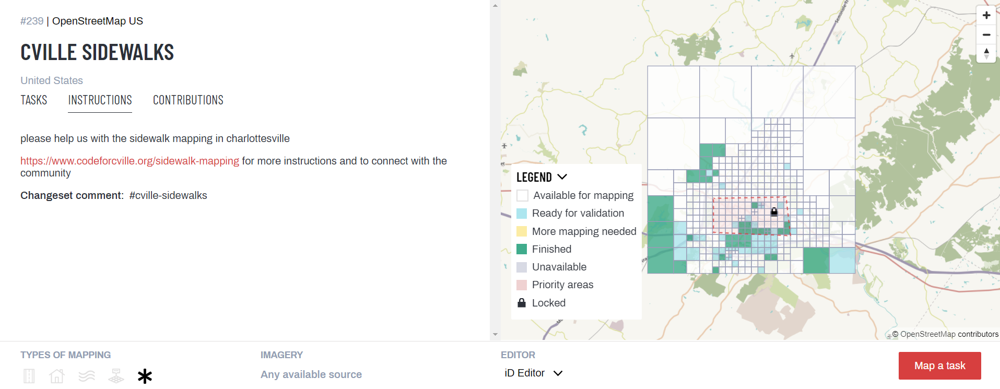 #239 | OpenStreetMap US
CVILLE SIDEWALKS
United States
TASKS INSTRUCTIONS CONTRIBUTIONS
please help us with the sidewalk mapping in charlottesville
https://www.codeforcville.org/sidewalk-mapping for more instructions and to connect with the
community
Changeset comment: #cville-sidewalks
LEGEND
Available for mapping
Ready for validation
More mapping needed
Finished
Unavailable
Priority areas
Locked
© OpenStreetMap contributors
TYPES OF MAPPING
IMAGERY
Any available source
EDITOR
iD Editor
Map a task